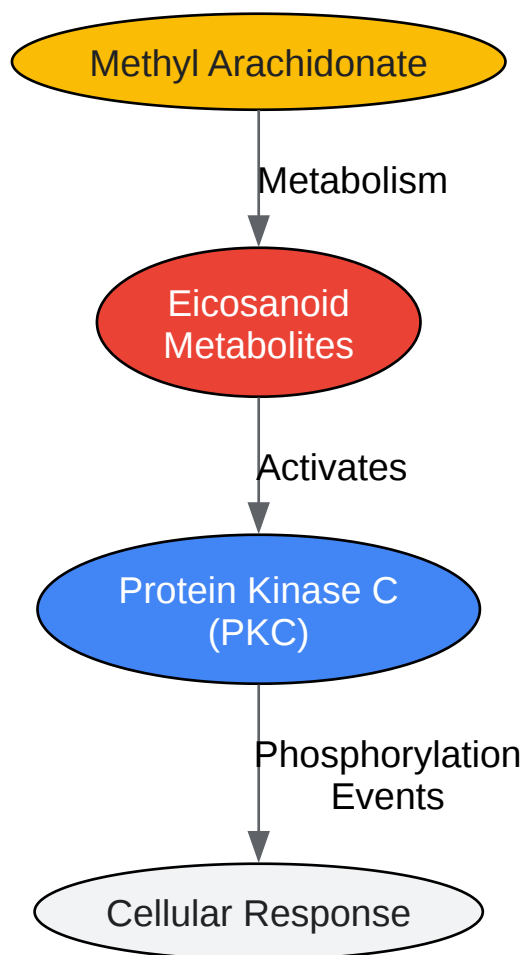 Methyl Arachidonate
Metabolism
Eicosanoid
Metabolites
Activates
Protein Kinase C
(PKC)
Phosphorylation
Events
Cellular Response